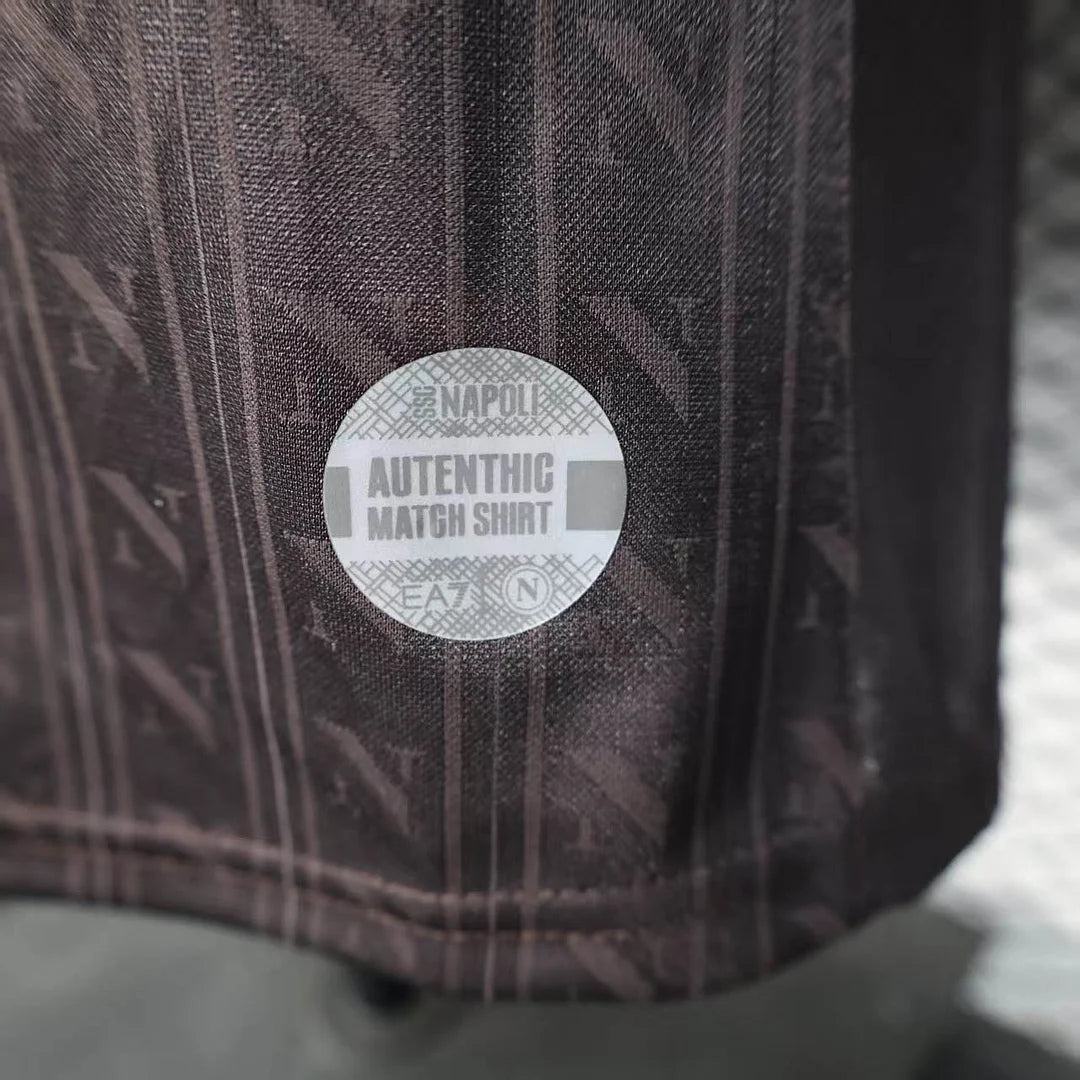 SSC NAPOLI
AUTENTHIC
MATCH SHIRT
EA7 N